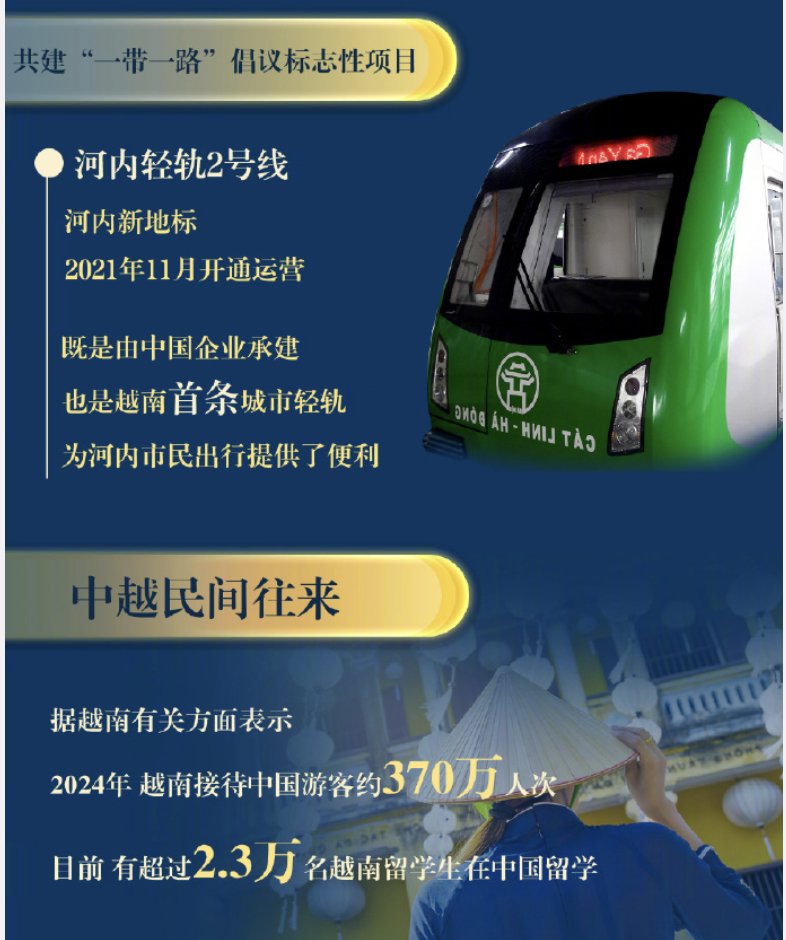 共建“一带一路”倡议标志性项目
河内轻轨2号线
河内新地标
2021年11月开通运营
既是由中国企业承建
也是越南首条城市轻轨
为河内市民出行提供了便利
CÁT LINH - HÀ ĐÔNG
中越民间往来
据越南有关方面表示
2024年 越南接待中国游客约370万人次
目前 有超过2.3万名越南留学生在中国留学